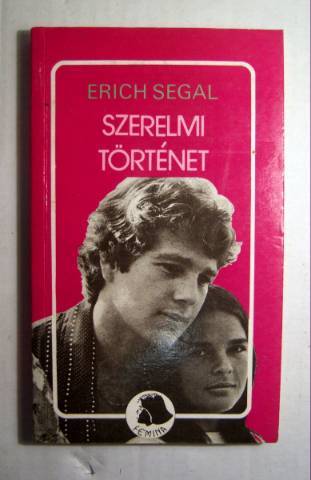 ERICH SEGAL
SZERELMI
TÖRTÉNET
FEMINA